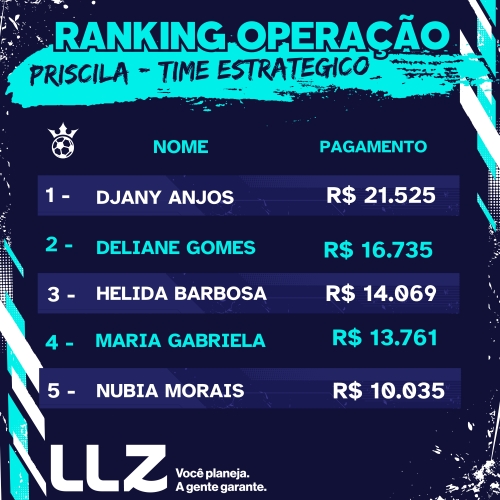 RANKING OPERAÇÃO
PRISCILA - TIME ESTRATEGICO
NOME PAGAMENTO
1 - DJANY ANJOS R$ 21.525
2 - DELIANE GOMES R$ 16.735
3 - HELIDA BARBOSA R$ 14.069
4 - MARIA GABRIELA R$ 13.761
5 - NUBIA MORAIS R$ 10.035
LLZ Você planeja.
A gente garante.